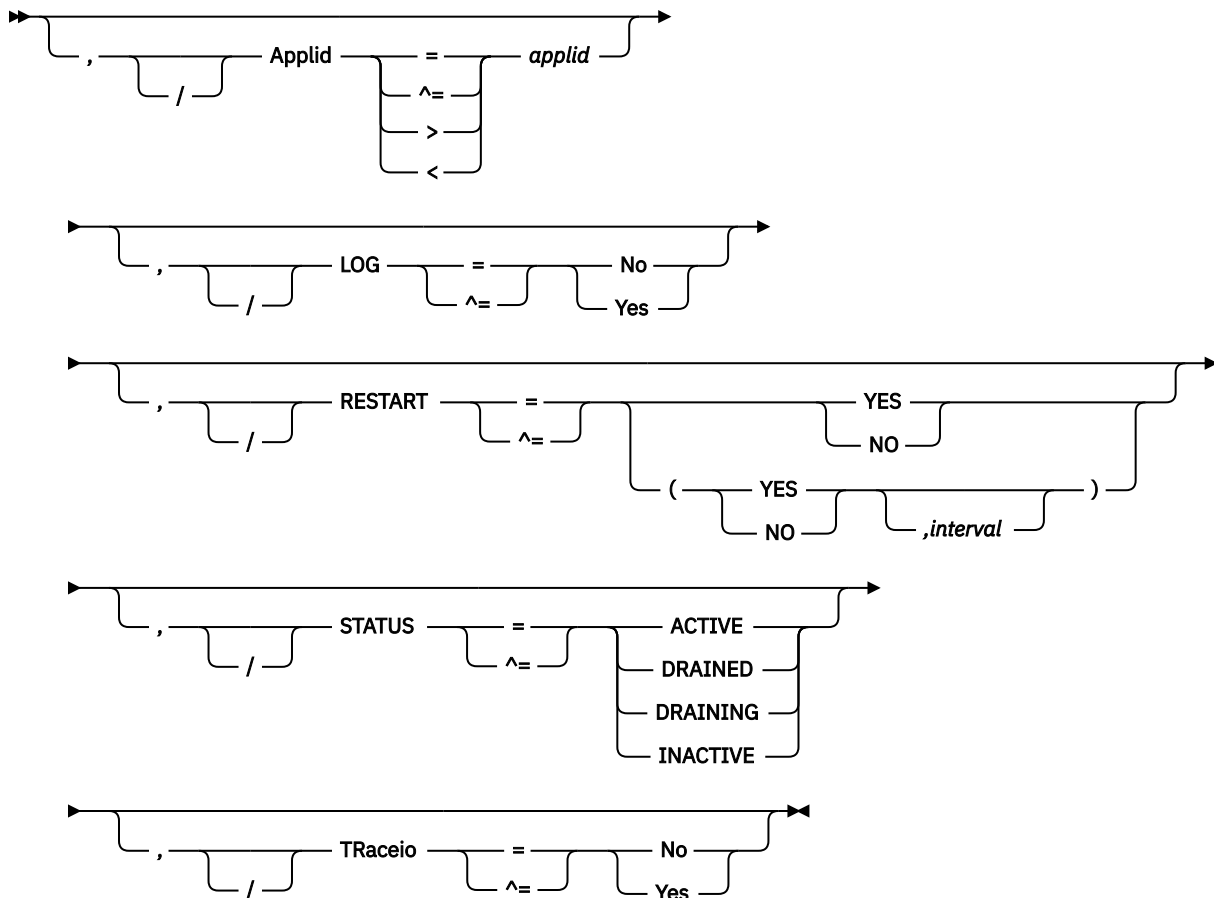 , Applid = applid
/ ^=
>
<
, LOG = No
/ ^= Yes
, RESTART = YES
/ ^= NO
( YES )
NO ,interval
, STATUS = ACTIVE
/ ^= DRAINED
DRAINING
INACTIVE
, TRaceio = No
/ ^= Yes